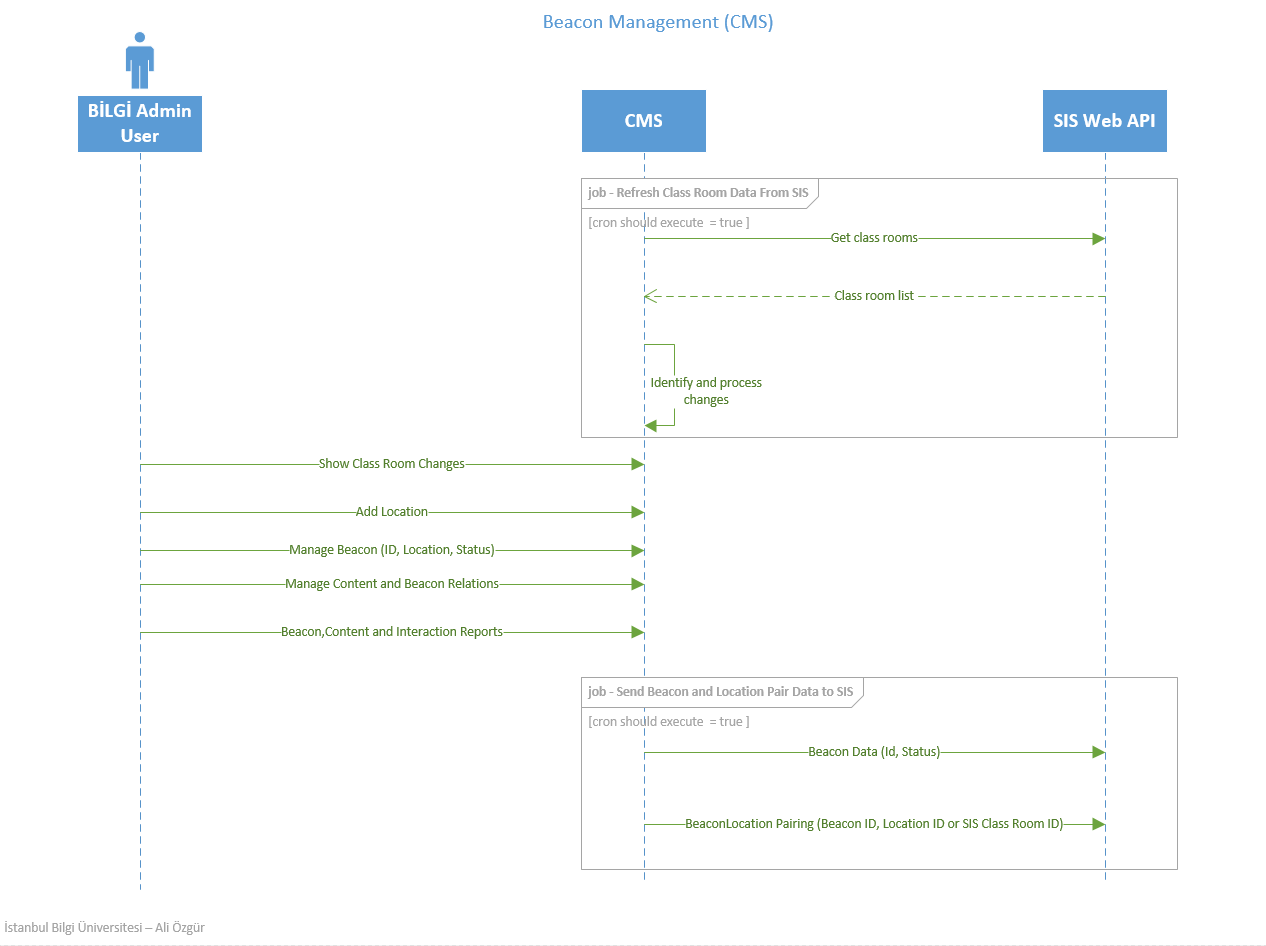 Beacon Management (CMS)
BİLGİ Admin
User
CMS
SIS Web API
job - Refresh Class Room Data From SIS
[cron should execute  = true ]
Get class rooms
Class room list
Identify and process
changes
Show Class Room Changes
Add Location
Manage Beacon (ID, Location, Status)
Manage Content and Beacon Relations
Beacon,Content and Interaction Reports
job - Send Beacon and Location Pair Data to SIS
[cron should execute  = true ]
Beacon Data (Id, Status)
BeaconLocation Pairing (Beacon ID, Location ID or SIS Class Room ID)
İstanbul Bilgi Üniversitesi – Ali Özgür